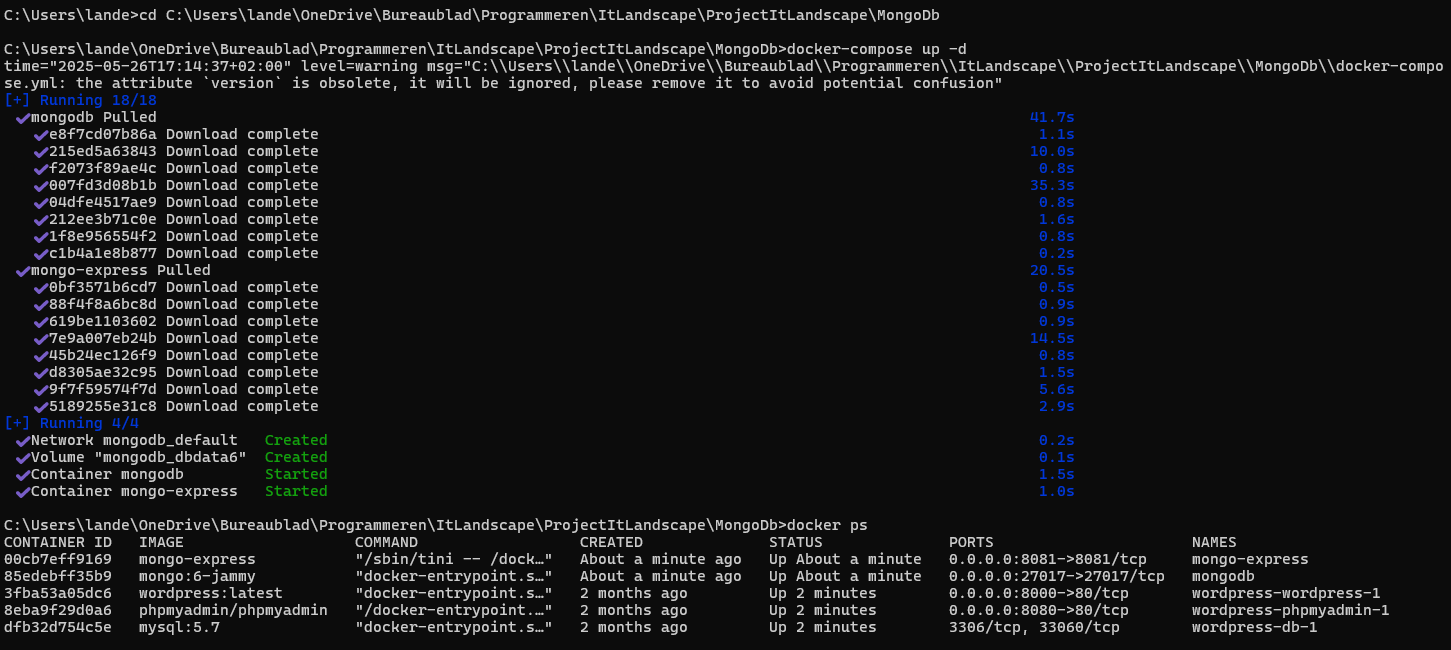 C:\Users\lande>cd C:\Users\lande\OneDrive\Bureaublad\Programmeren\ItLandscape\ProjectItLandscape\MongoDb
C:\Users\lande\OneDrive\Bureaublad\Programmeren\ItLandscape\ProjectItLandscape\MongoDb>docker-compose up -d
time="2025-05-26T17:14:37+02:00" level=warning msg="C:\\Users\\lande\\OneDrive\\Bureaublad\\Programmeren\\ItLandscape\\ProjectItLandscape\\MongoDb\\docker-compo
se.yml: the attribute `version` is obsolete, it will be ignored, please remove it to avoid potential confusion"
[+] Running 18/18
✔mongodb Pulled 41.7s
✔e8f7cd07b86a Download complete 1.1s
✔215ed5a63843 Download complete 10.0s
✔f2073f89ae4c Download complete 0.8s
✔007fd3d08b1b Download complete 35.3s
✔04dfe4517ae9 Download complete 0.8s
✔212ee3b71c0e Download complete 1.6s
✔1f8e956554f2 Download complete 0.8s
✔c1b4a1e8b877 Download complete 0.2s
✔mongo-express Pulled 20.5s
✔0bf3571b6cd7 Download complete 0.5s
✔88f4f8a6bc8d Download complete 0.9s
✔619be1103602 Download complete 0.9s
✔7e9a007eb24b Download complete 14.5s
✔45b24ec126f9 Download complete 0.8s
✔d8305ae32c95 Download complete 1.5s
✔9f7f59574f7d Download complete 5.6s
✔5189255e31c8 Download complete 2.9s
[+] Running 4/4
✔Network mongodb_default Created 0.2s
✔Volume "mongodb_dbdata6" Created 0.1s
✔Container mongodb Started 1.5s
✔Container mongo-express Started 1.0s
C:\Users\lande\OneDrive\Bureaublad\Programmeren\ItLandscape\ProjectItLandscape\MongoDb>docker ps
CONTAINER ID IMAGE COMMAND CREATED STATUS PORTS NAMES
00cb7eff9169 mongo-express "/sbin/tini -- /dock…" About a minute ago Up About a minute 0.0.0.0:8081->8081/tcp mongo-express
85edebff35b9 mongo:6-jammy "docker-entrypoint.s…" About a minute ago Up About a minute 0.0.0.0:27017->27017/tcp mongodb
3fba53a05dc6 wordpress:latest "docker-entrypoint.s…" 2 months ago Up 2 minutes 0.0.0.0:8000->80/tcp wordpress-wordpress-1
8eba9f29d0a6 phpmyadmin/phpmyadmin "/docker-entrypoint.…" 2 months ago Up 2 minutes 0.0.0.0:8080->80/tcp wordpress-phpmyadmin-1
dfb32d754c5e mysql:5.7 "docker-entrypoint.s…" 2 months ago Up 2 minutes 3306/tcp, 33060/tcp wordpress-db-1